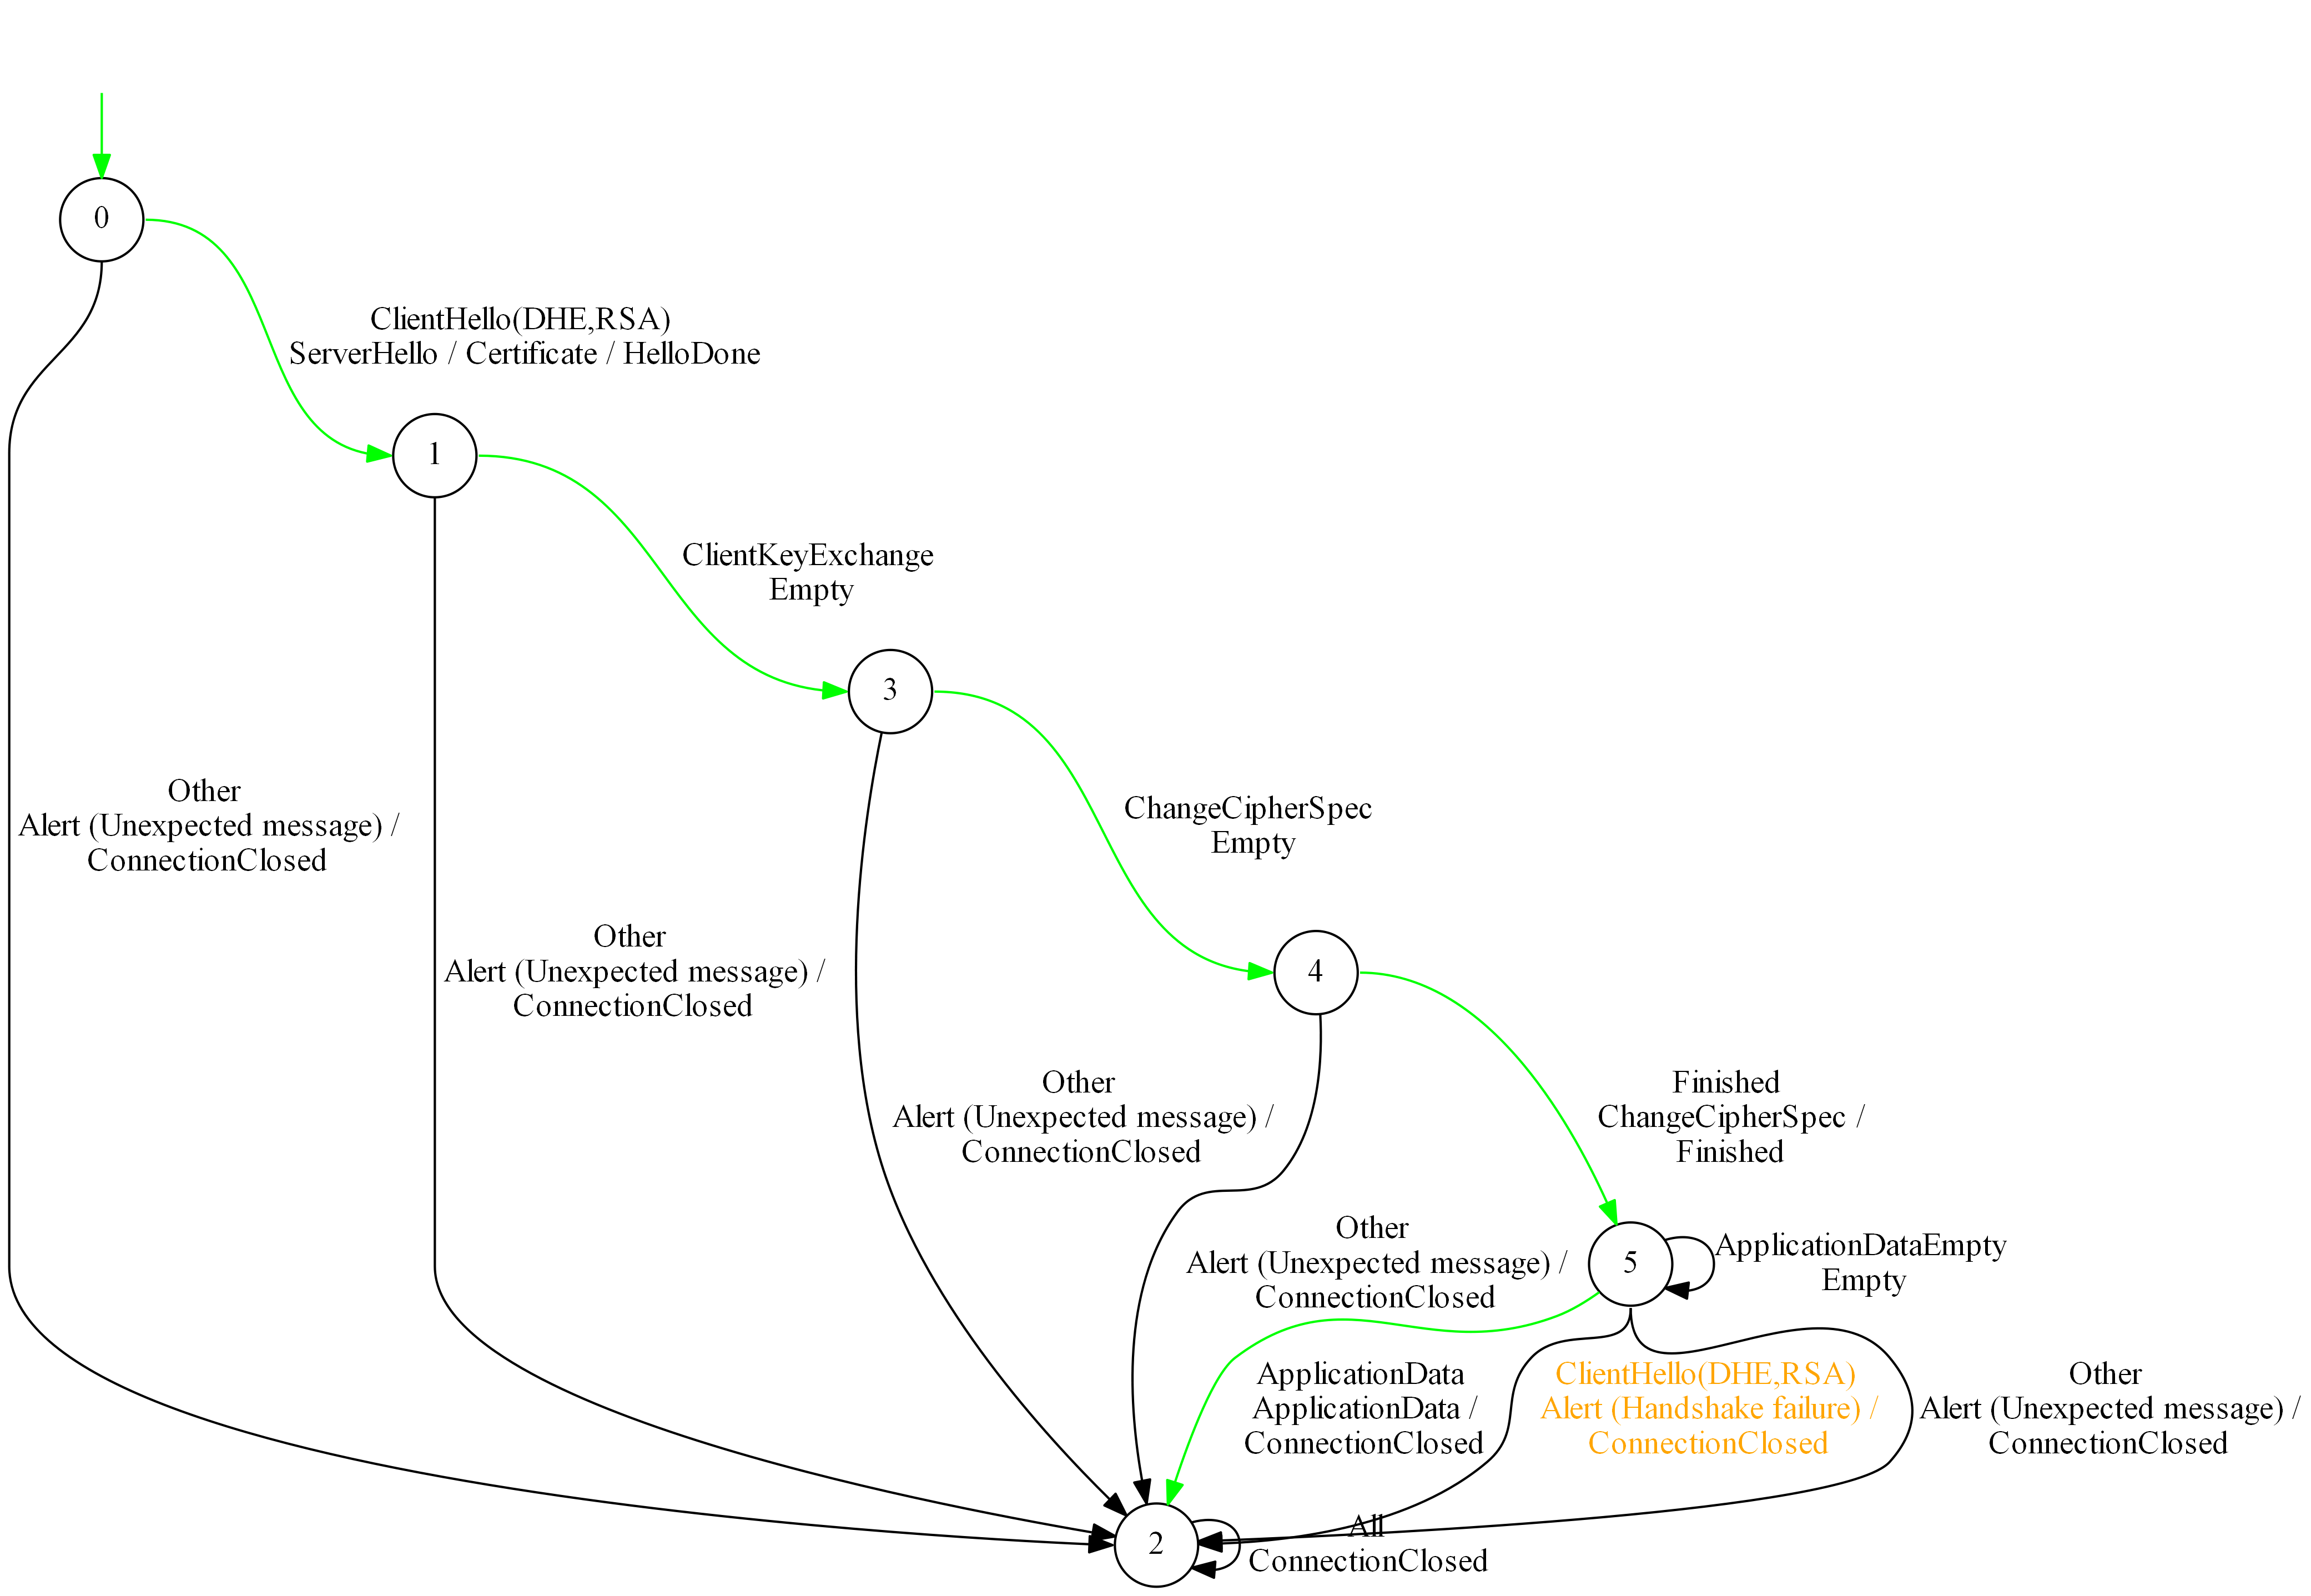 0
ClientHello(DHE,RSA)
ServerHello / Certificate / HelloDone
1
ClientKeyExchange
Empty
3
Other
Alert (Unexpected message) /
ConnectionClosed
ChangeCipherSpec
Empty
Other
Alert (Unexpected message) /
ConnectionClosed
4
Other
Alert (Unexpected message) /
ConnectionClosed
Finished
ChangeCipherSpec /
Finished
Other
Alert (Unexpected message) /
ConnectionClosed
5
ApplicationDataEmpty
Empty
ApplicationData
ApplicationData /
ConnectionClosed
ClientHello(DHE,RSA)
Alert (Handshake failure) /
ConnectionClosed
Other
Alert (Unexpected message) /
ConnectionClosed
2
All
ConnectionClosed